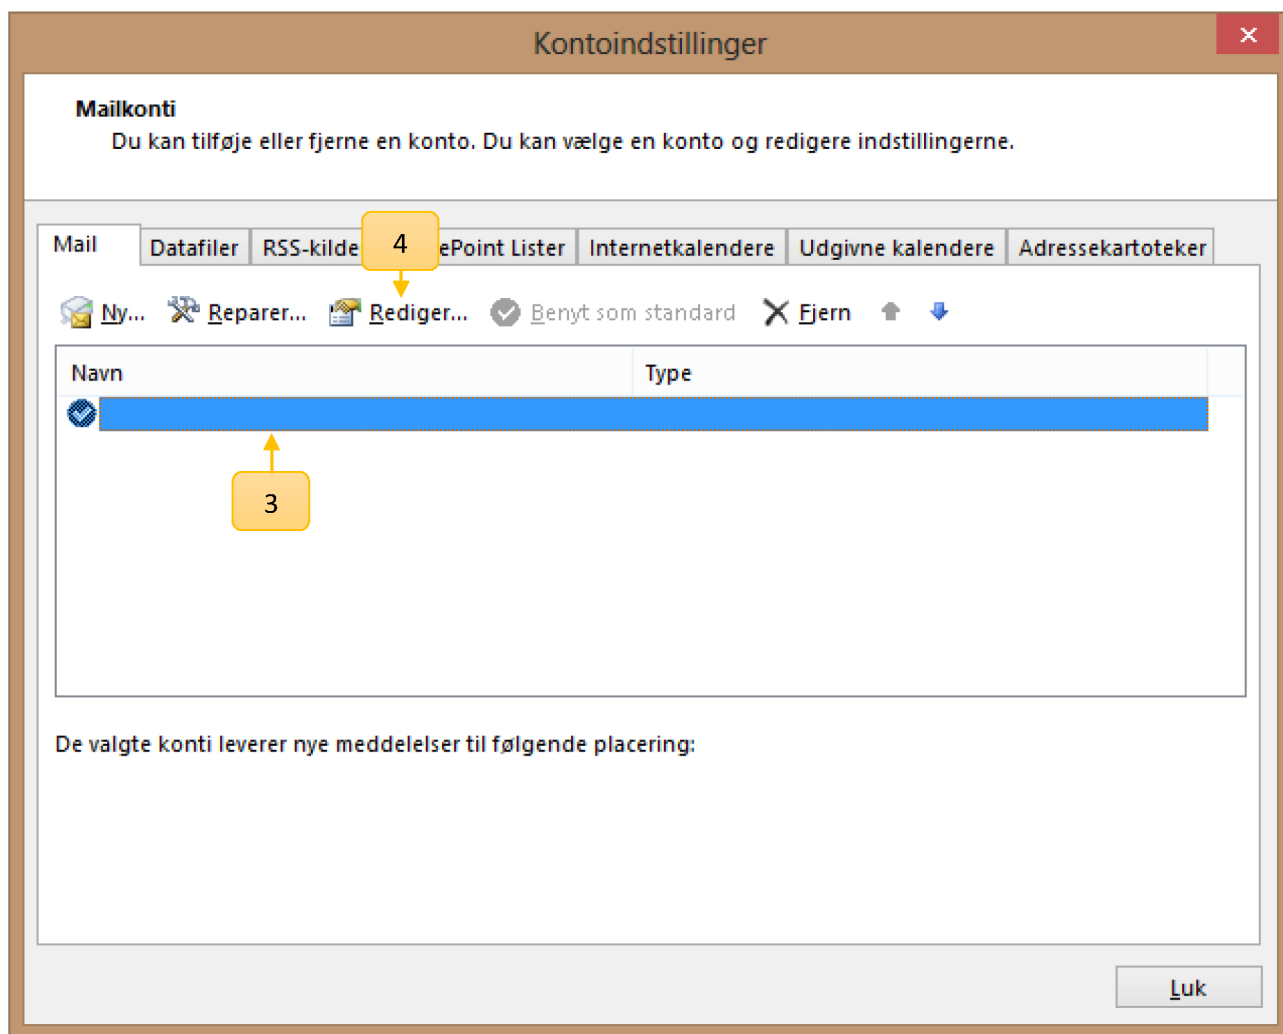 Kontoindstillinger
Mailkonti
Du kan tilføje eller fjerne en konto. Du kan vælge en konto og redigere indstillingerne.
Mail Datafiler RSS-kilde 4 ePoint Lister Internetkalendere Udgivne kalendere Adressekartoteker
Ny... Reparer... Rediger... Benyt som standard Fjern
Navn Type
3
De valgte konti leverer nye meddelelser til følgende placering:
Luk